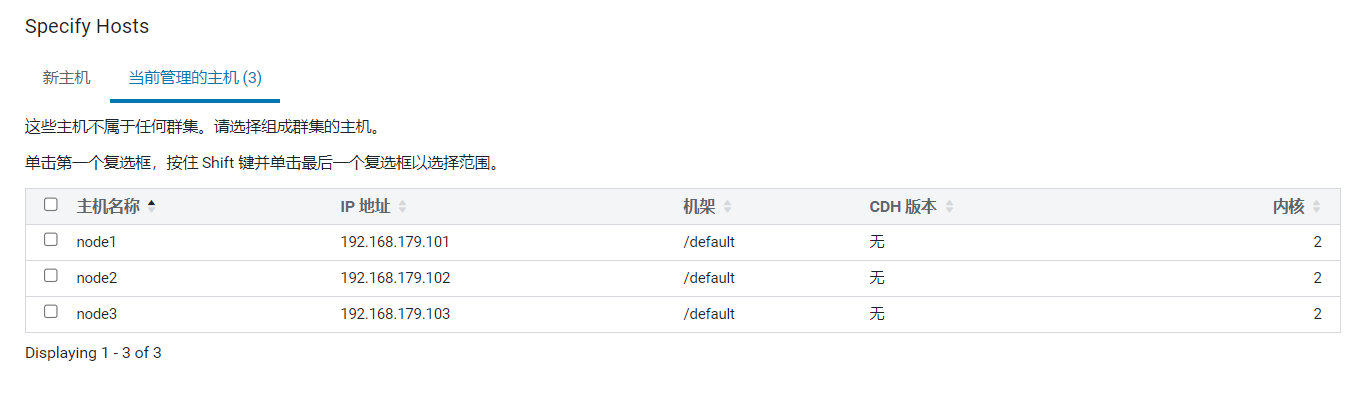 Specify Hosts
新主机 当前管理的主机 (3)
这些主机不属于任何群集。请选择组成群集的主机。
单击第一个复选框，按住 Shift 键并单击最后一个复选框以选择范围。
主机名称 IP 地址 机架 CDH 版本 内核
node1 192.168.179.101 /default 无 2
node2 192.168.179.102 /default 无 2
node3 192.168.179.103 /default 无 2
Displaying 1 - 3 of 3